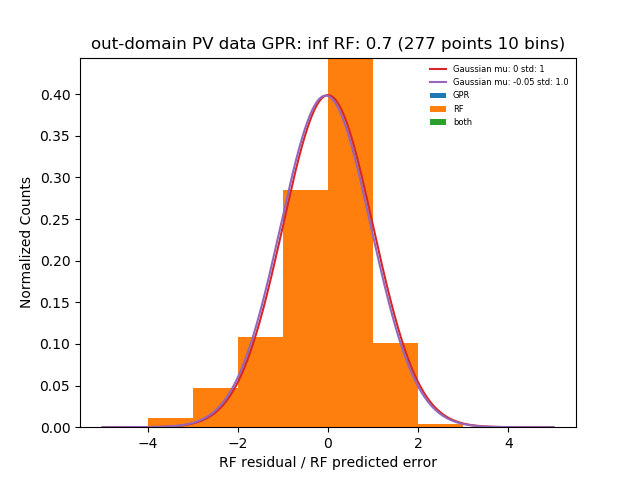 out-domain PV data GPR: inf RF: 0.7 (277 points 10 bins)
Gaussian mu: 0 std: 1
Gaussian mu: -0.05 std: 1.0
GPR
RF
both
Normalized Counts
0.40
0.35
0.30
0.25
0.20
0.15
0.10
0.05
0.00
−4 −2 0 2 4
RF residual / RF predicted error